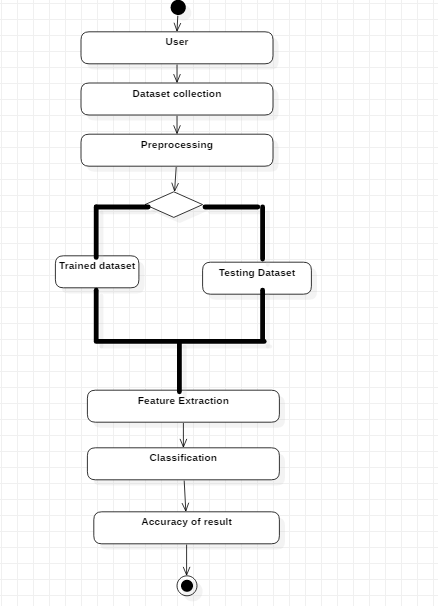 User
Dataset collection
Preprocessing
Trained dataset
Testing Dataset
Feature Extraction
Classification
Accuracy of result